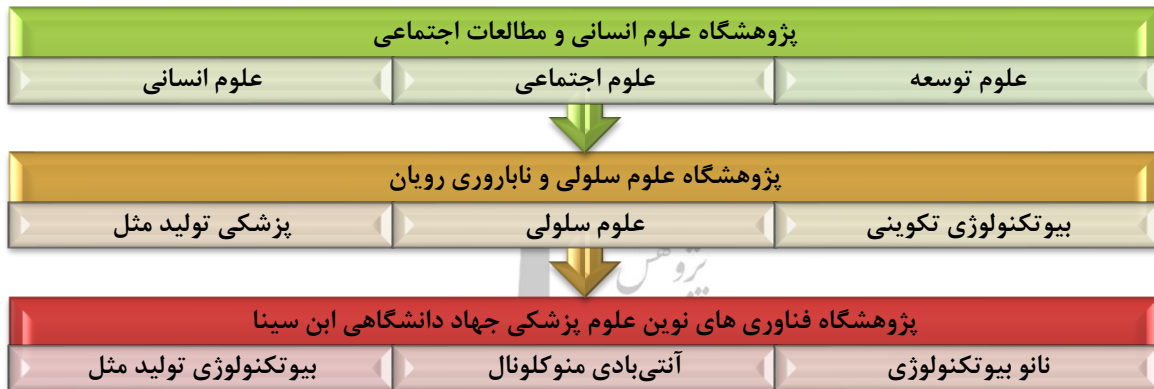 پژوهشگاه علوم انسانی و مطالعات اجتماعی
علوم توسعه علوم اجتماعی علوم انسانی
پژوهشگاه علوم سلولی و ناباروری رویان
بیوتکنولوژی تکوینی علوم سلولی پزشکی تولید مثل
پژوهش
پژوهشگاه فناوری های نوین علوم پزشکی جهاد دانشگاهی ابن سینا
نانو بیوتکنولوژی آنتی‌بادی منوکلونال بیوتکنولوژی تولید مثل